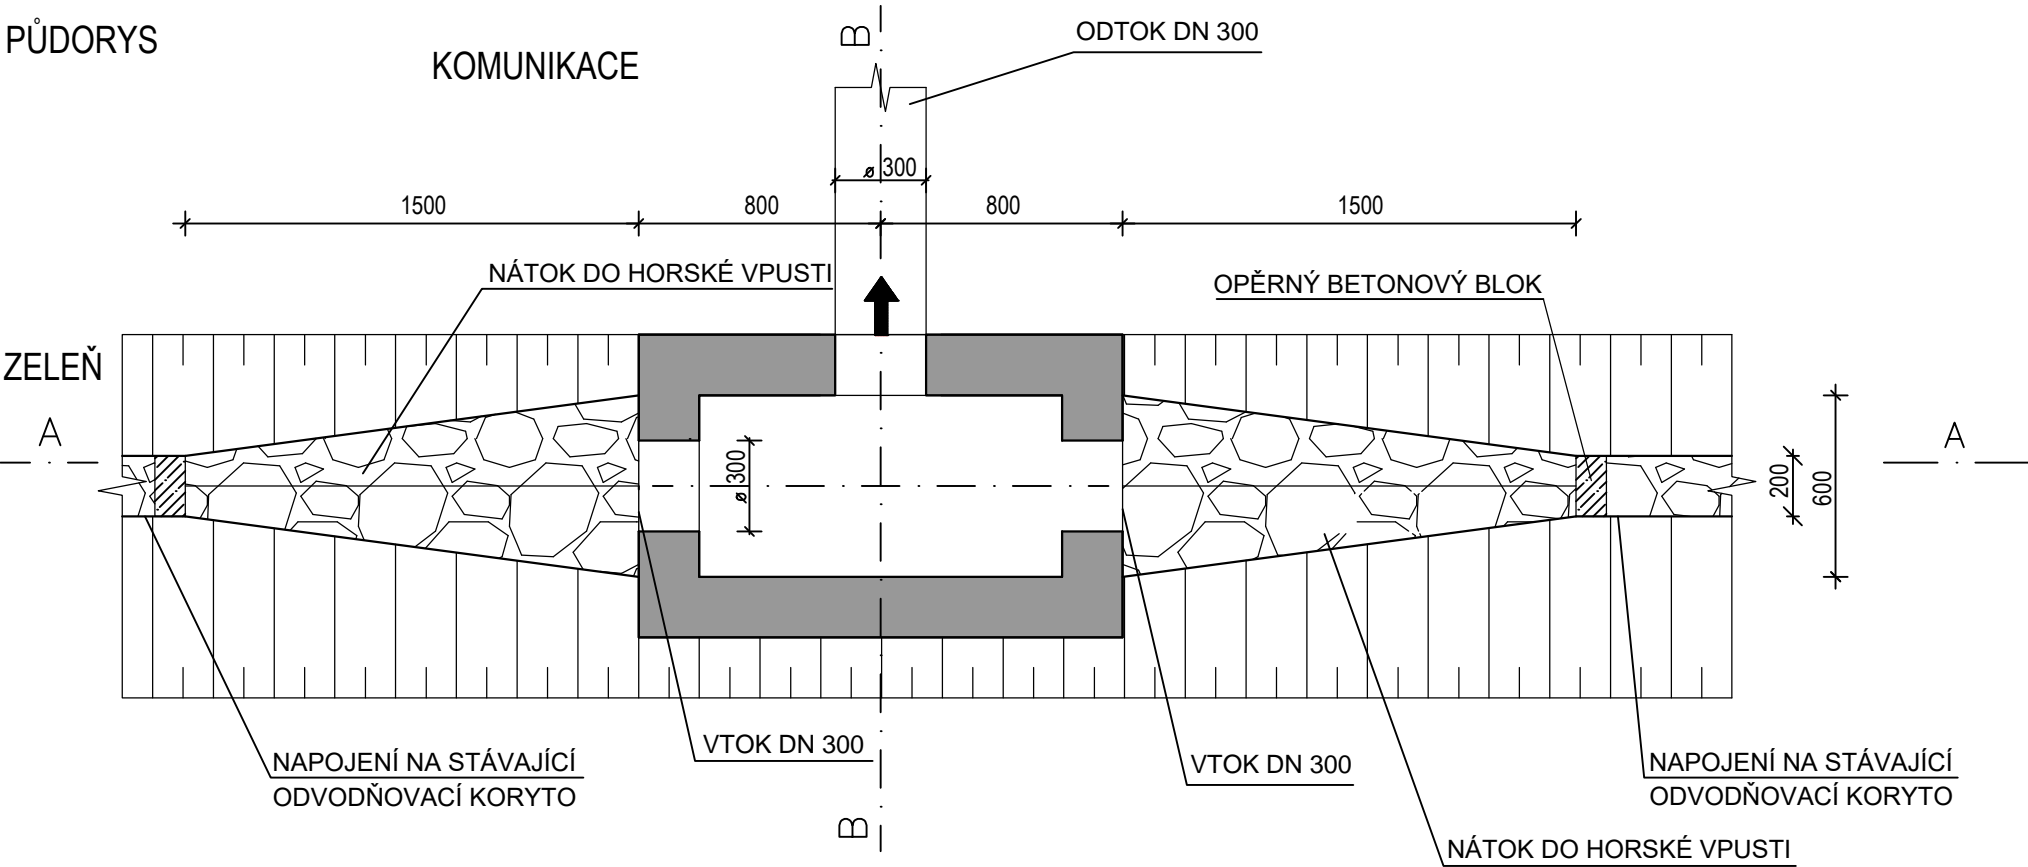 PŮDORYS
KOMUNIKACE
B
ODTOK DN 300
ø 300
1500
800
800
1500
NÁTOK DO HORSKÉ VPUSTI
OPĚRNÝ BETONOVÝ BLOK
ZELEŇ
A
A
ø 300
200
600
VTOK DN 300
VTOK DN 300
NAPOJENÍ NA STÁVAJÍCÍ
ODVODŇOVACÍ KORYTO
NAPOJENÍ NA STÁVAJÍCÍ
ODVODŇOVACÍ KORYTO
B
NÁTOK DO HORSKÉ VPUSTI